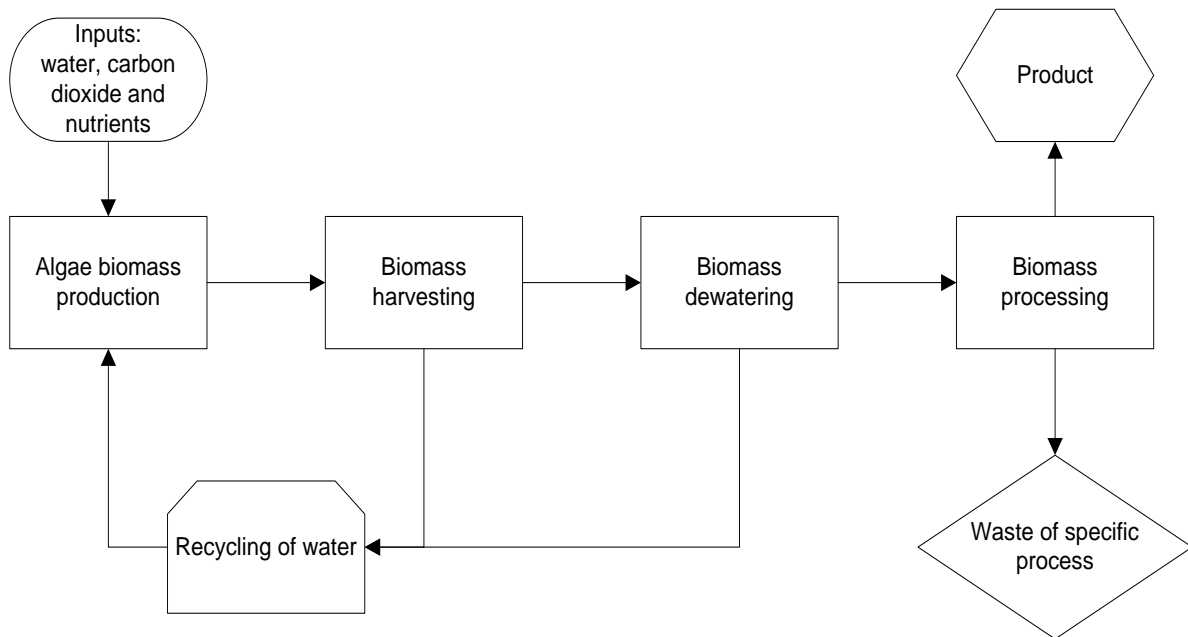 Inputs:
water, carbon
dioxide and
nutrients
Product
Algae biomass
production
Biomass
harvesting
Biomass
dewatering
Biomass
processing
Recycling of water
Waste of specific
process